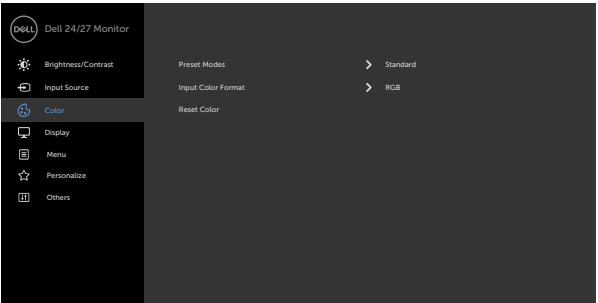 DELL Dell 24/27 Monitor
Brightness/Contrast Preset Modes Standard
Input Source Input Color Format RGB
Color Reset Color
Display
Menu
Personalize
Others